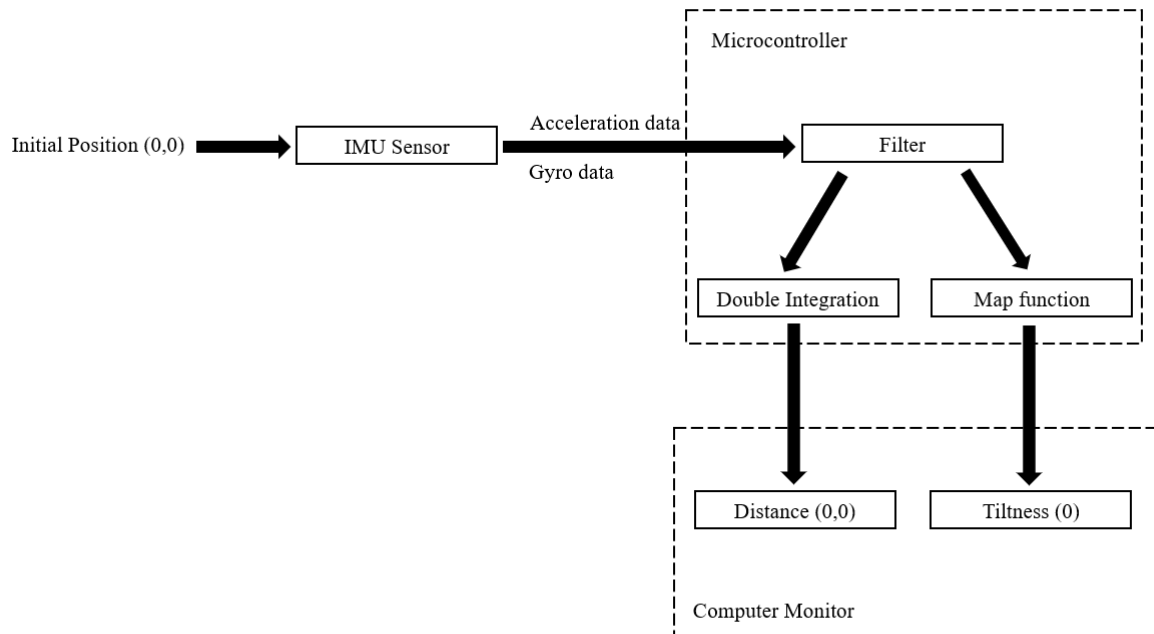 Microcontroller
Acceleration data
Initial Position (0,0)
IMU Sensor
Filter
Gyro data
Double Integration
Map function
Distance (0,0)
Tiltness (0)
Computer Monitor